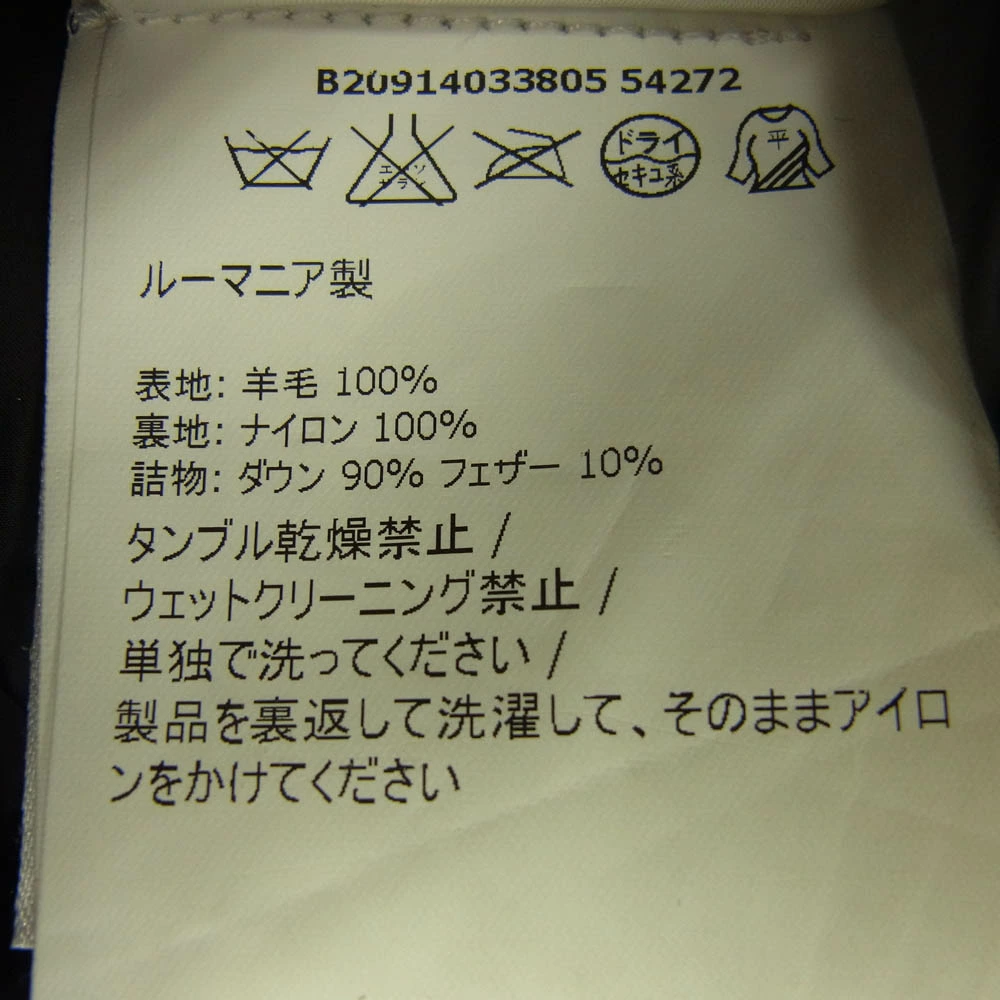 B20914033805 54272
エンソ
サラシ
ドライ
セキユ系
平
ルーマニア製
表地: 羊毛 100%
裏地: ナイロン 100%
詰物: ダウン 90% フェザー 10%
タンブル乾燥禁止 /
ウェットクリーニング禁止 /
単独で洗ってください /
製品を裏返して洗濯して、そのままアイロ
ンをかけてください